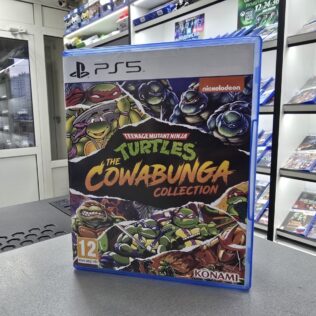 PS5
nickelodeon
TEENAGE MUTANT NINJA
TURTLES
THE
COWABUNGA
COLLECTION
12
KONAMI